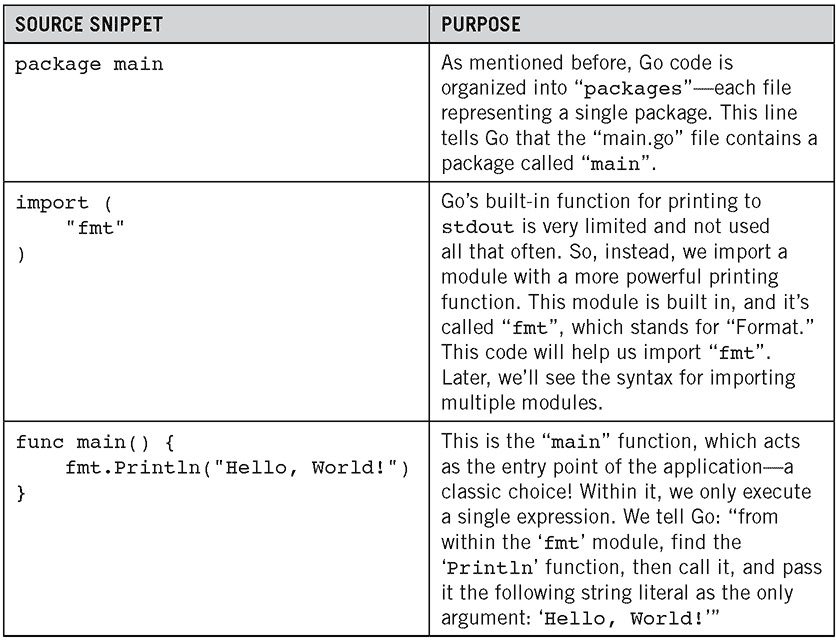 SOURCE SNIPPET
PURPOSE
package main
As mentioned before, Go code is
organized into “packages”—each file
representing a single package. This line
tells Go that the “main.go” file contains a
package called “main”.
import (
    "fmt"
)
Go’s built-in function for printing to
stdout is very limited and not used
all that often. So, instead, we import a
module with a more powerful printing
function. This module is built in, and it’s
called “fmt”, which stands for “Format.”
This code will help us import “fmt”.
Later, we’ll see the syntax for importing
multiple modules.
func main() {
    fmt.Println("Hello, World!")
}
This is the “main” function, which acts
as the entry point of the application—a
classic choice! Within it, we only execute
a single expression. We tell Go: “from
within the ‘fmt’ module, find the
‘Println’ function, then call it, and pass
it the following string literal as the only
argument: ‘Hello, World!’”